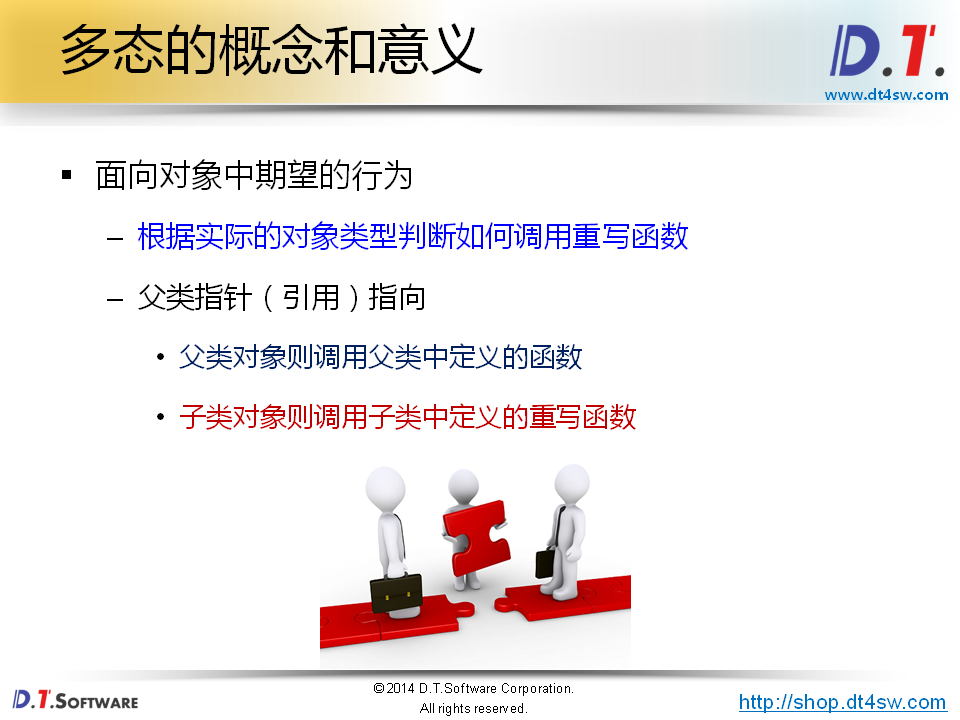 多态的概念和意义
D.T.
www.dt4sw.com
▪ 面向对象中期望的行为
– 根据实际的对象类型判断如何调用重写函数
– 父类指针（引用）指向
• 父类对象则调用父类中定义的函数
• 子类对象则调用子类中定义的重写函数
D.T.SOFTWARE
©2014 D.T.Software Corporation.
All rights reserved.
http://shop.dt4sw.com